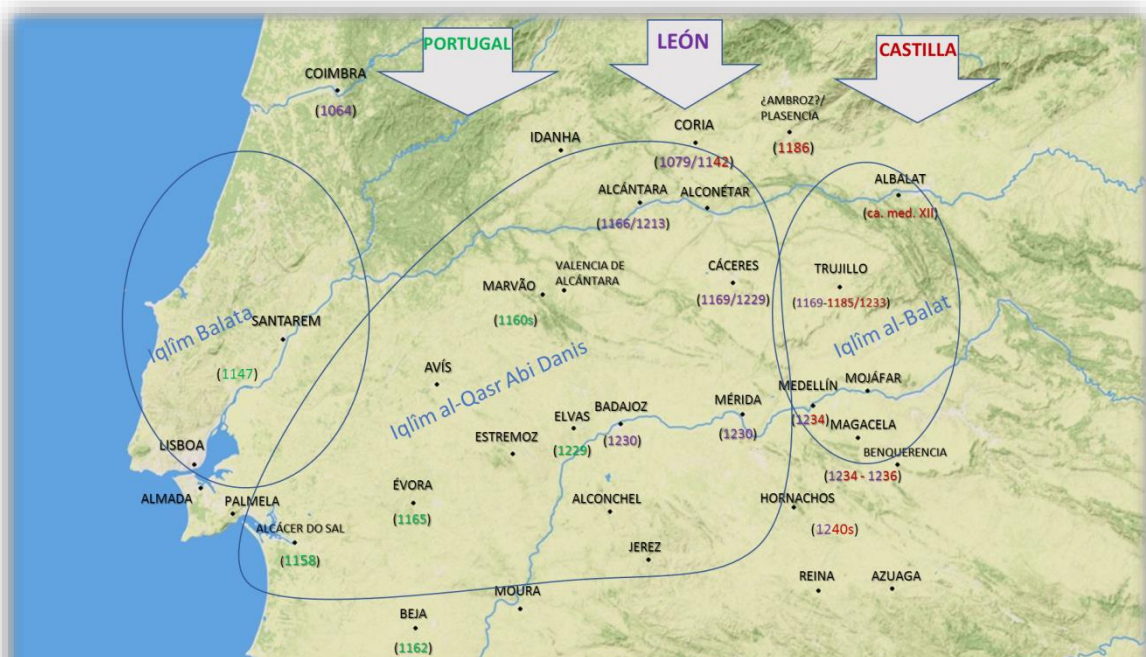 PORTUGAL
LEÓN
CASTILLA
COIMBRA
(1064)
IDANHA
CORIA
(1079/1142)
¿AMBROZ?/
PLASENCIA
(1186)
ALCÁNTARA
(1166/1213)
ALCONÉTAR
ALBALAT
(ca. med. XII)
MARVÃO
(1160s)
VALENCIA DE
ALCÁNTARA
CÁCERES
(1169/1229)
TRUJILLO
(1169-1185/1233)
Iqlîm Balata
SANTAREM
(1147)
Iqlîm al-Qasr Abi Danis
Iqlîm al-Balat
AVÍS
ESTREMOZ
ELVAS
(1229)
BADAJOZ
(1230)
MÉRIDA
(1230)
MEDELLÍN
(1234)
MOJÁFAR
MAGACELA
BENQUERENCIA
(1234 - 1236)
LISBOA
ALMADA
PALMELA
ALCÁCER DO SAL
(1158)
ÉVORA
(1165)
ALCONCHEL
HORNACHOS
(1240s)
JEREZ
REINA
AZUAGA
MOURA
BEJA
(1162)